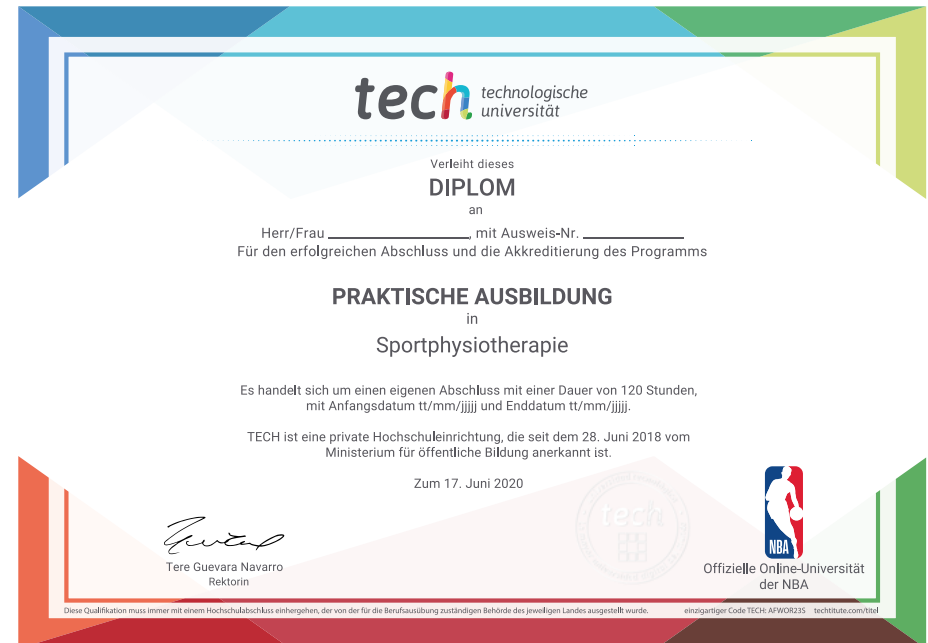 tech technologische
universität
Verleiht dieses
DIPLOM
an
Herr/Frau ____________, mit Ausweis-Nr. ____________
Für den erfolgreichen Abschluss und die Akkreditierung des Programms
PRAKTISCHE AUSBILDUNG
in
Sportphysiotherapie
Es handelt sich um einen eigenen Abschluss mit einer Dauer von 120 Stunden,
mit Anfangsdatum tt/mm/jjjjj und Enddatum tt/mm/jjjjj.
TECH ist eine private Hochschuleinrichtung, die seit dem 28. Juni 2018 vom
Ministerium für öffentliche Bildung anerkannt ist.
Zum 17. Juni 2020
tech
NBA
Tere Guevara Navarro
Rektorin
Offizielle Online-Universität
der NBA
Diese Qualifikation muss immer mit einem Hochschulabschluss einhergehen, der von der für die Berufsausübung zuständigen Behörde des jeweiligen Landes ausgestellt wurde. einzigartiger Code TECH: AFWOR23S techtitute.com/titel